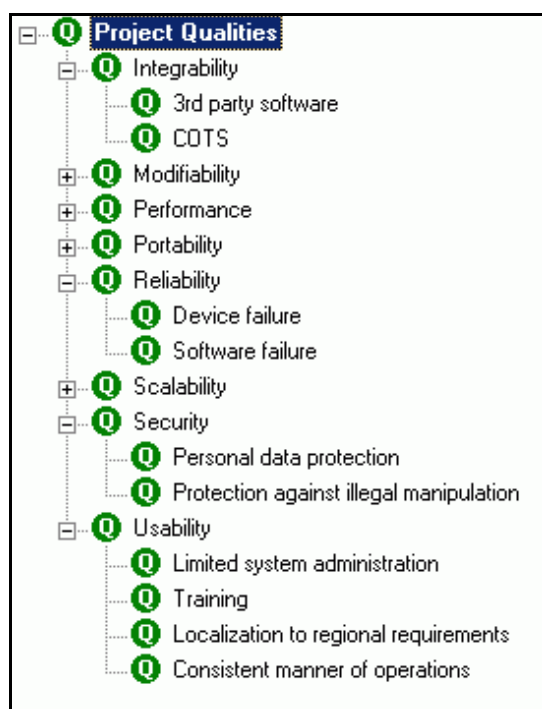 Q Project Qualities
Q Integrability
Q 3rd party software
Q COTS
Q Modifiability
Q Performance
Q Portability
Q Reliability
Q Device failure
Q Software failure
Q Scalability
Q Security
Q Personal data protection
Q Protection against illegal manipulation
Q Usability
Q Limited system administration
Q Training
Q Localization to regional requirements
Q Consistent manner of operations